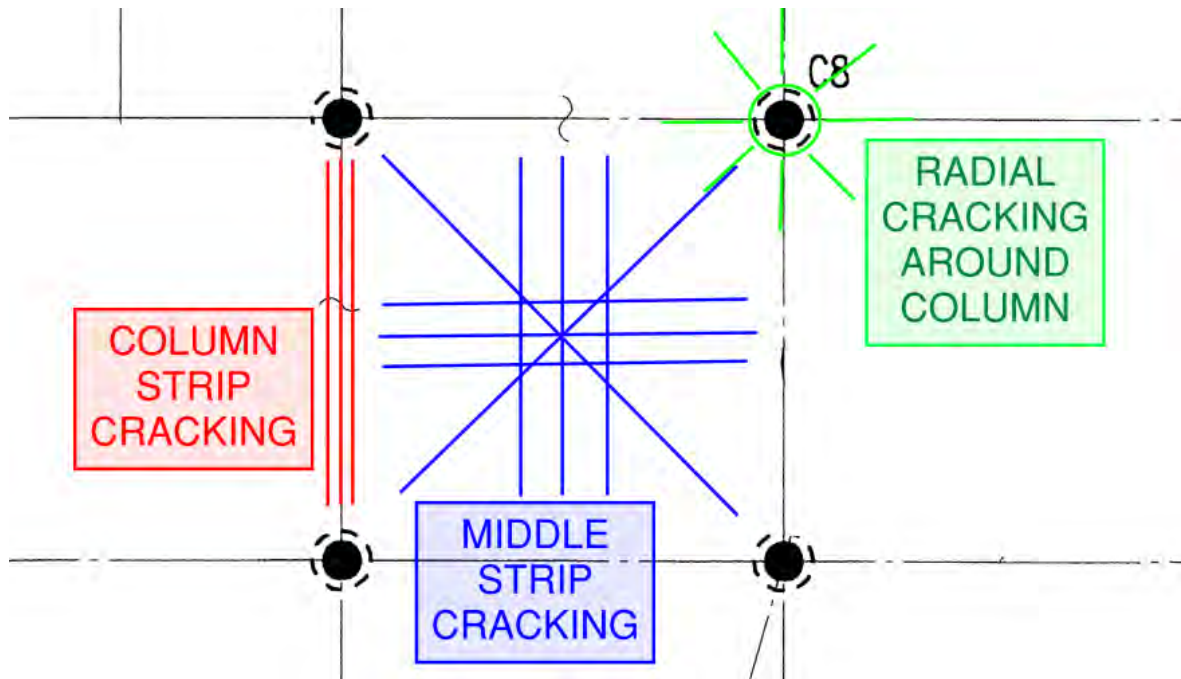 C8
RADIAL
CRACKING
AROUND
COLUMN
COLUMN
STRIP
CRACKING
MIDDLE
STRIP
CRACKING